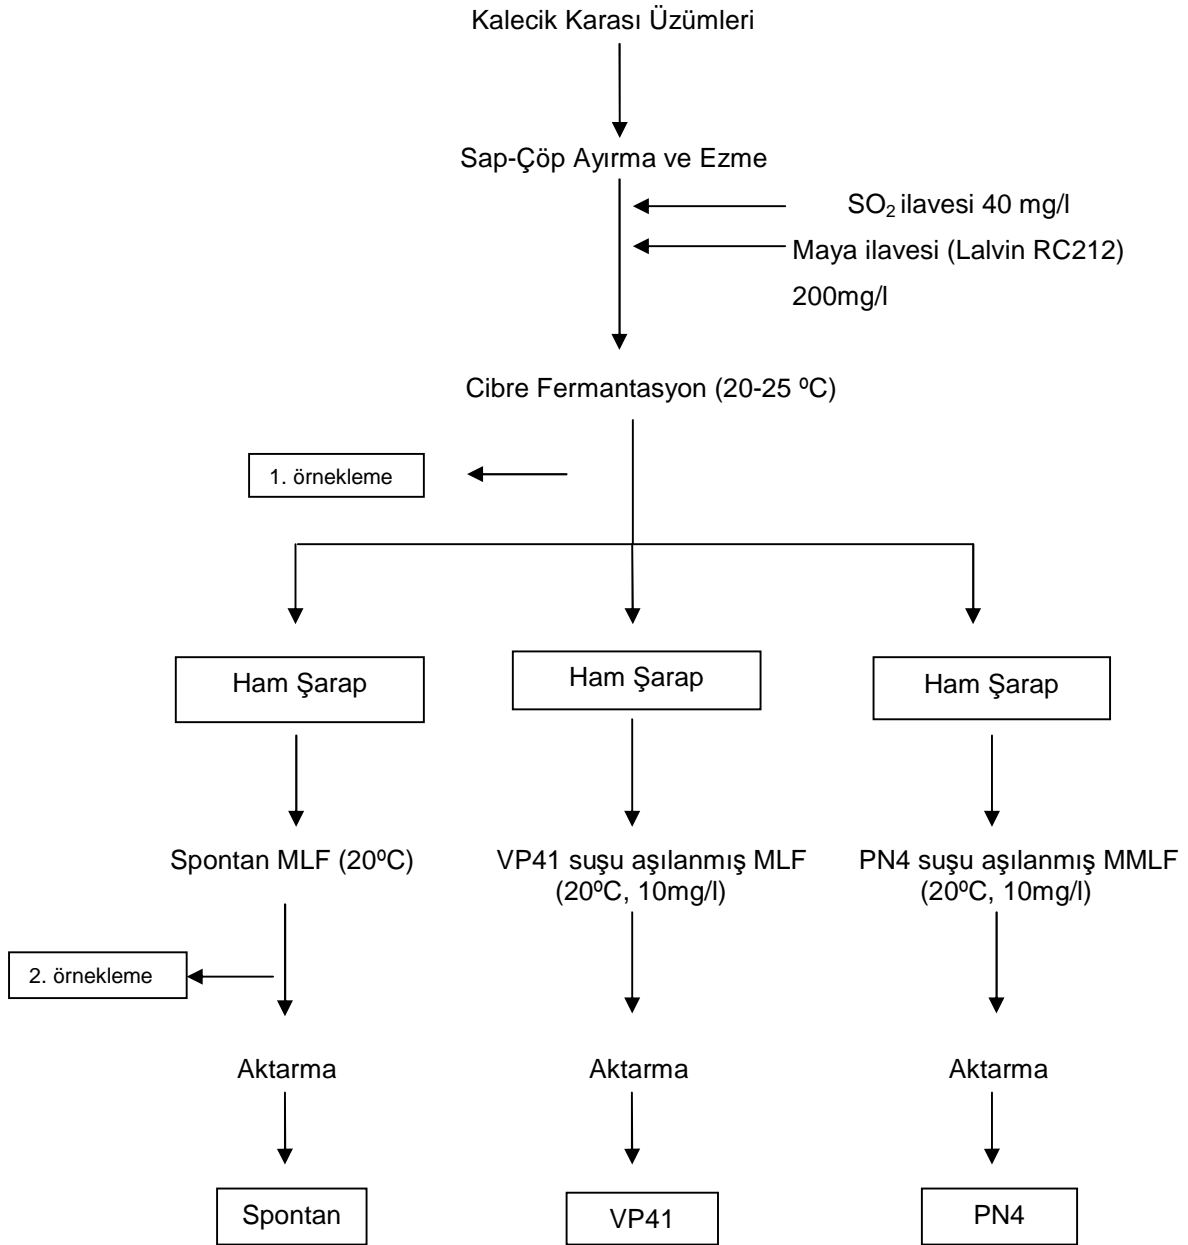 Kalecik Karası Üzümleri
Sap-Çöp Ayırma ve Ezme
SO₂ ilavesi 40 mg/l
Maya ilavesi (Lalvin RC212)
200mg/l
Cibre Fermantasyon (20-25 ºC)
1. örnekleme
Ham Şarap
Ham Şarap
Ham Şarap
Spontan MLF (20ºC)
VP41 suşu aşılanmış MLF
(20ºC, 10mg/l)
PN4 suşu aşılanmış MMLF
(20ºC, 10mg/l)
2. örnekleme
Aktarma
Aktarma
Aktarma
Spontan
VP41
PN4